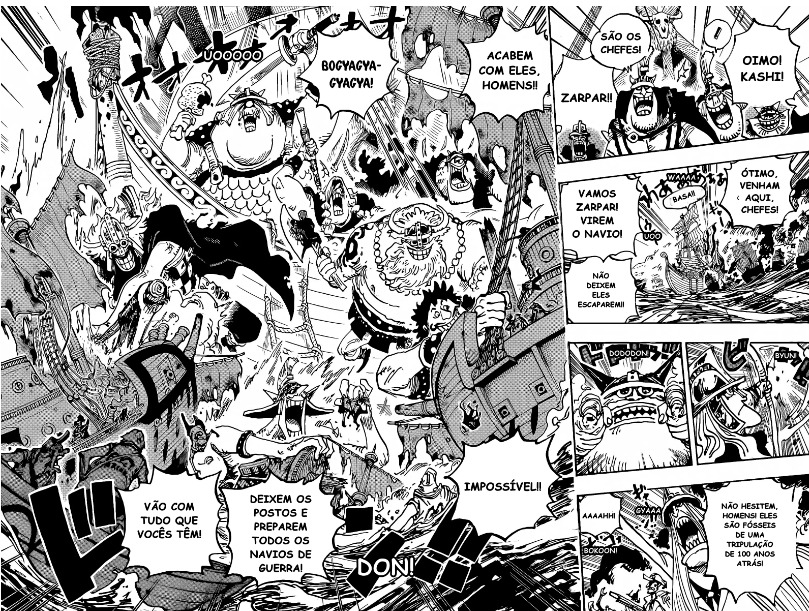 SÃO OS
CHEFES!
OIMO!
KASHI!
ZARPAR!!
ÓTIMO,
VENHAM
AQUI,
CHEFES!
BASA!!
VAMOS
ZARPAR!
VIREM
O NAVIO!
UOO
NÃO
DEIXEM
ELES
ESCAPAREM!!
BYUN!
DODODON!
NÃO HESITEM,
HOMENS! ELES
SÃO FÓSSEIS
DE UMA
TRIPULAÇÃO
DE 100 ANOS
ATRÁS!
AAAAHH!
BOKOON!
ACABEM
COM ELES,
HOMENS!!
BOGYAGYA-
GYAGYA!
UOOOOO
IMPOSSÍVEL!!
DEIXEM OS
POSTOS E
PREPAREM
TODOS OS
NAVIOS DE
GUERRA!
VÃO COM
TUDO QUE
VOCÊS TÊM!
DON!
ド